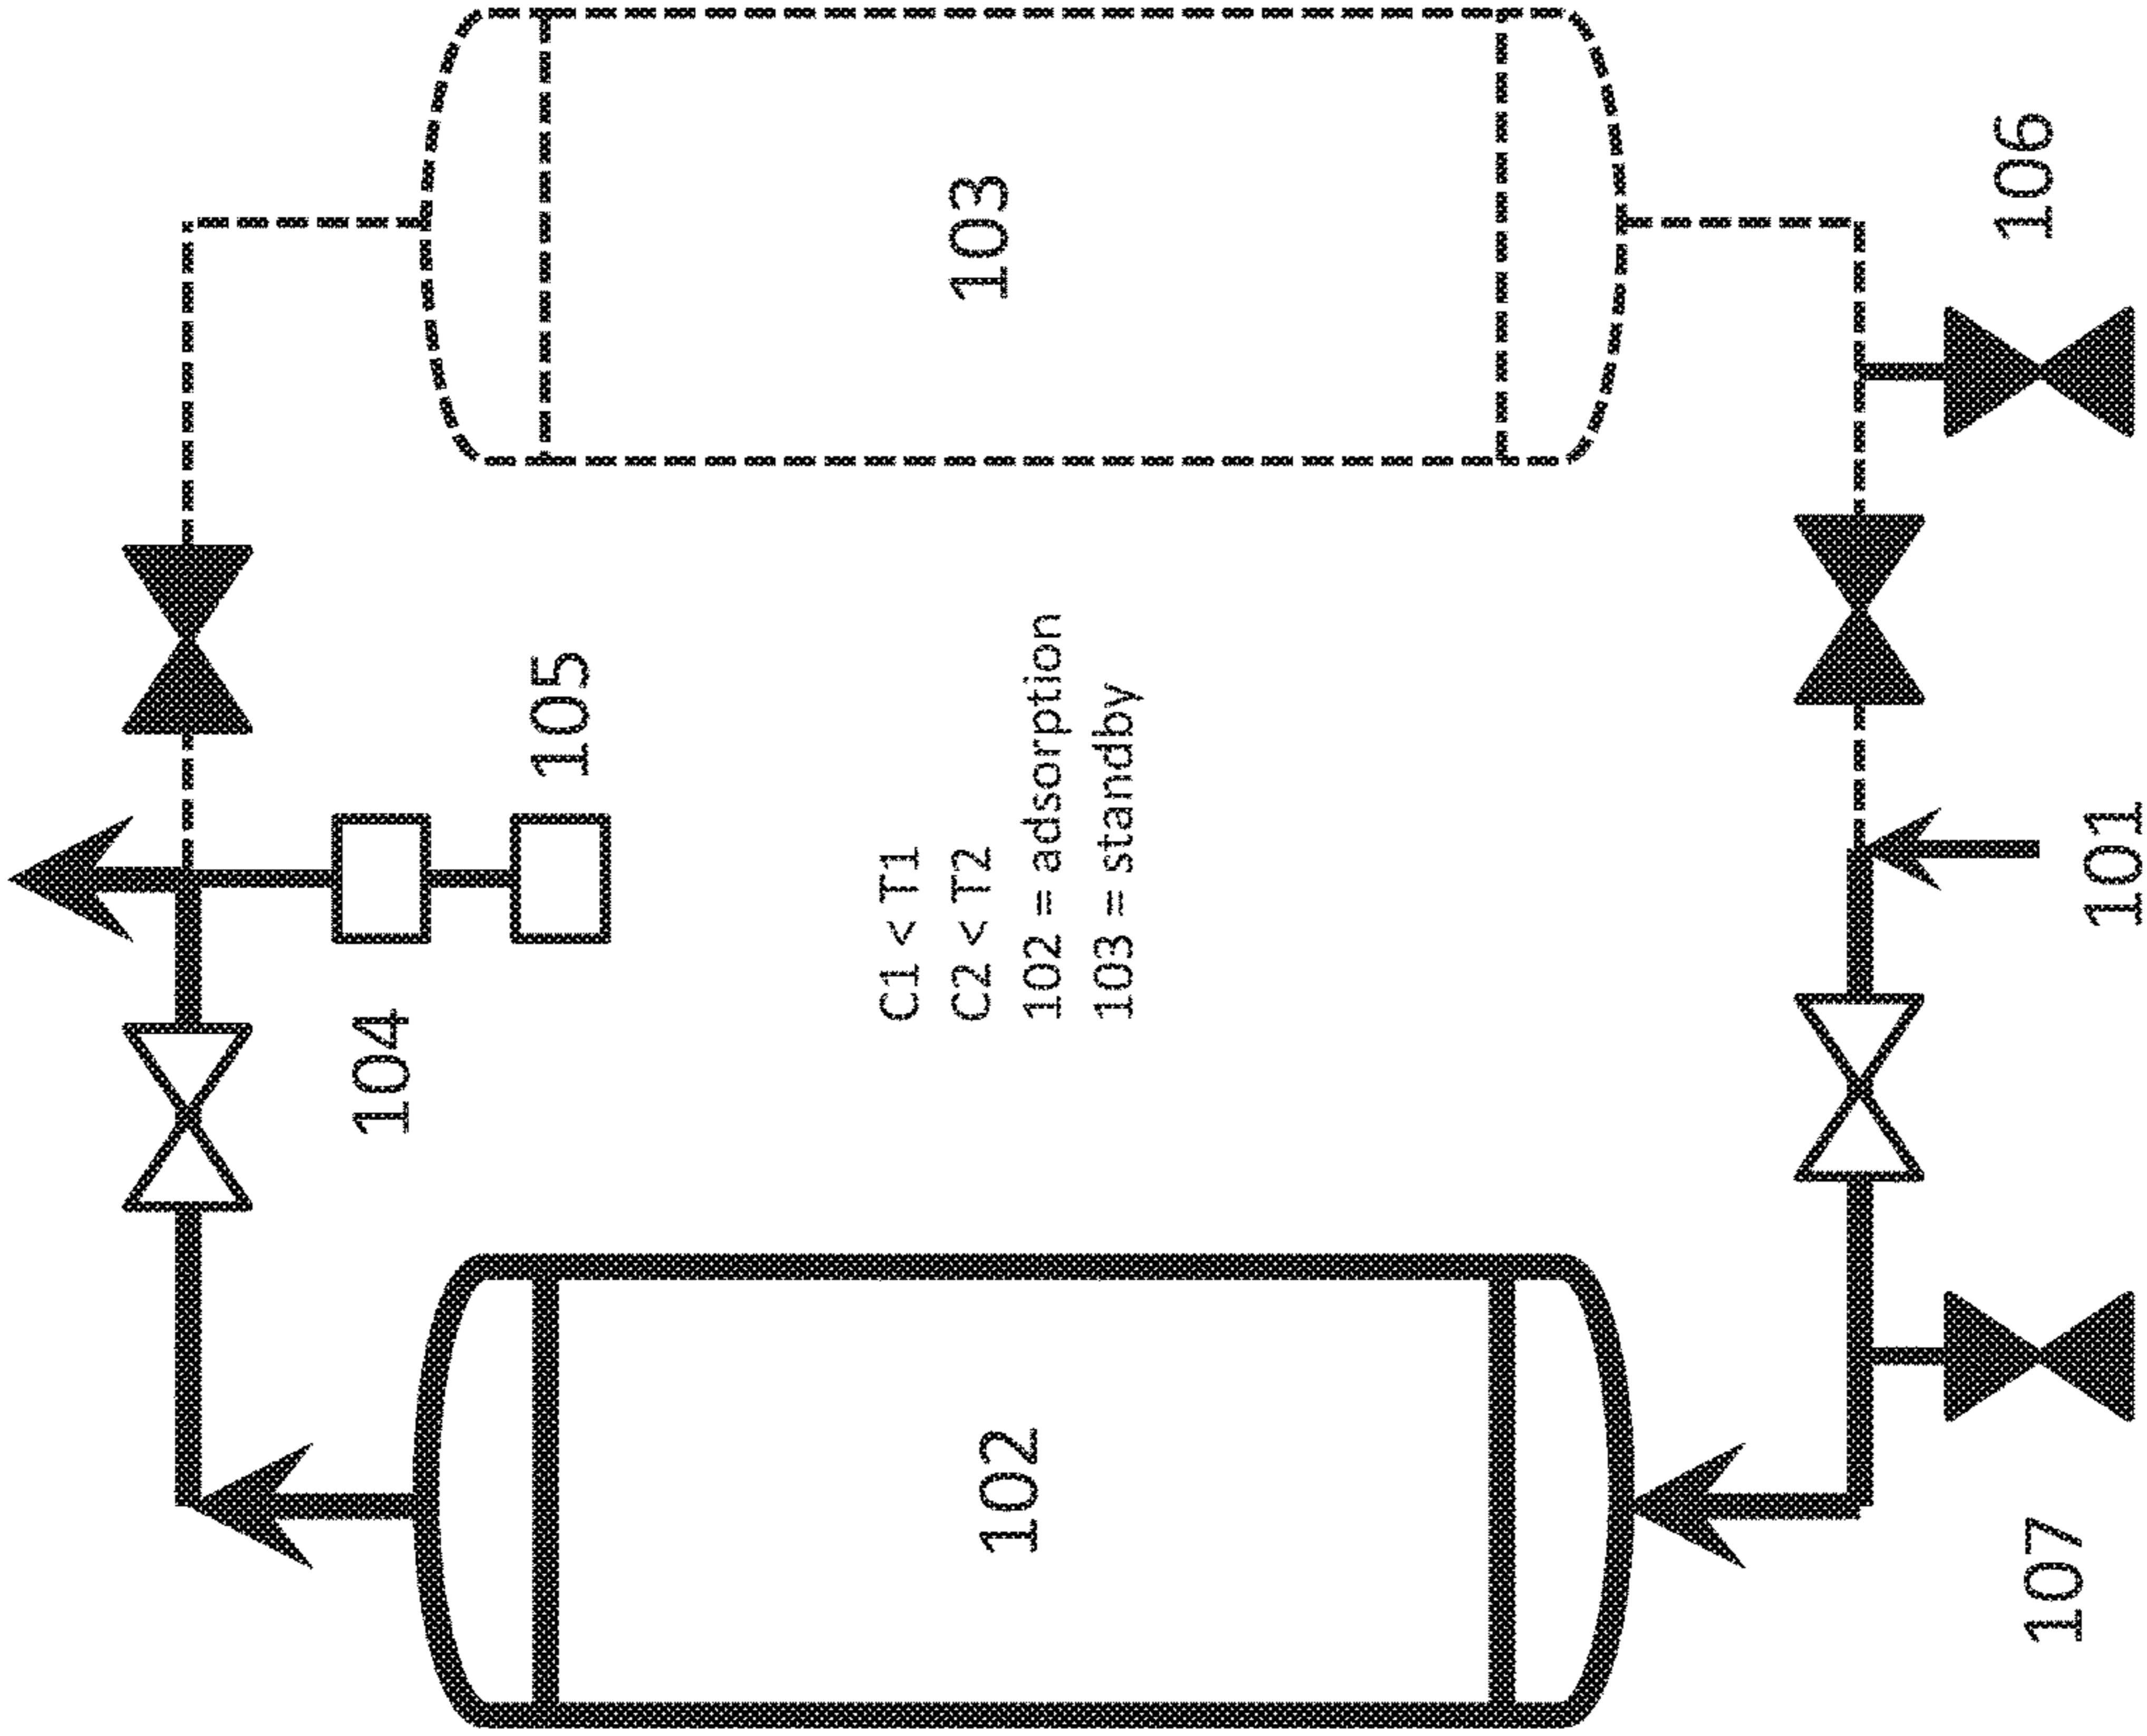 103
106
105
104
C1 < T1
C2 < T2
102 = adsorption
103 = standby
101
102
107